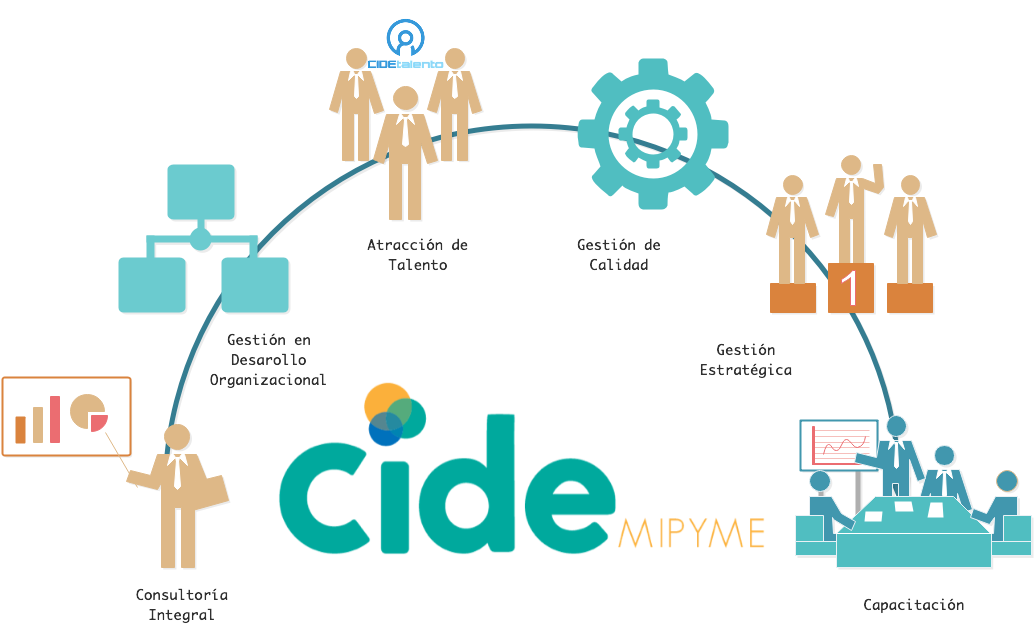 CIDEtalento
Atracción de
Talento
Gestión de
Calidad
1
Gestión en
Desarollo
Organizacional
Gestión
Estratégica
Cide MIPYME
Consultoría
Integral
Capacitación